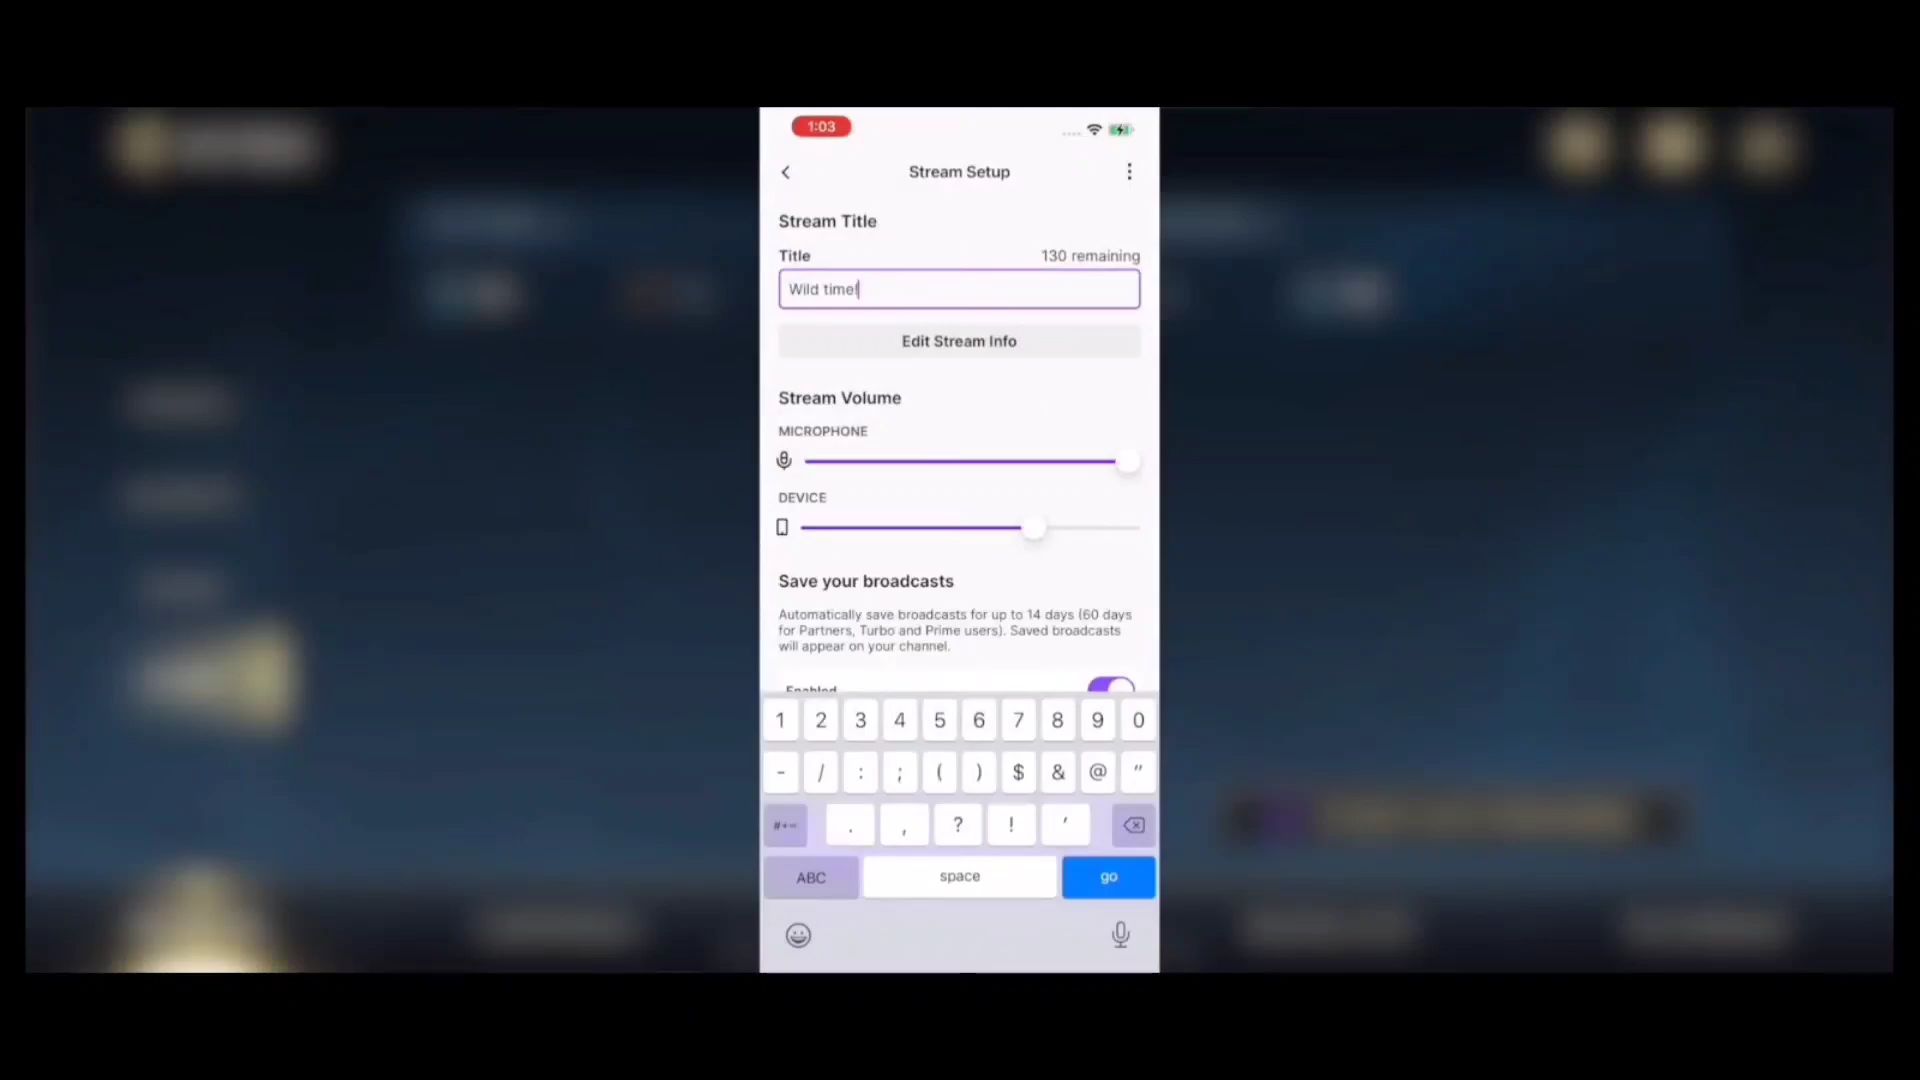 1:03
Stream Setup
Stream Title
Title 130 remaining
Wild time!
Edit Stream Info
Stream Volume
MICROPHONE
DEVICE
Save your broadcasts
Automatically save broadcasts for up to 14 days (60 days
for Partners, Turbo and Prime users). Saved broadcasts
will appear on your channel.
Enabled
1 2 3 4 5 6 7 8 9 0
- / : ; ( ) $ & @ "
#+= . , ? ! '
ABC space go